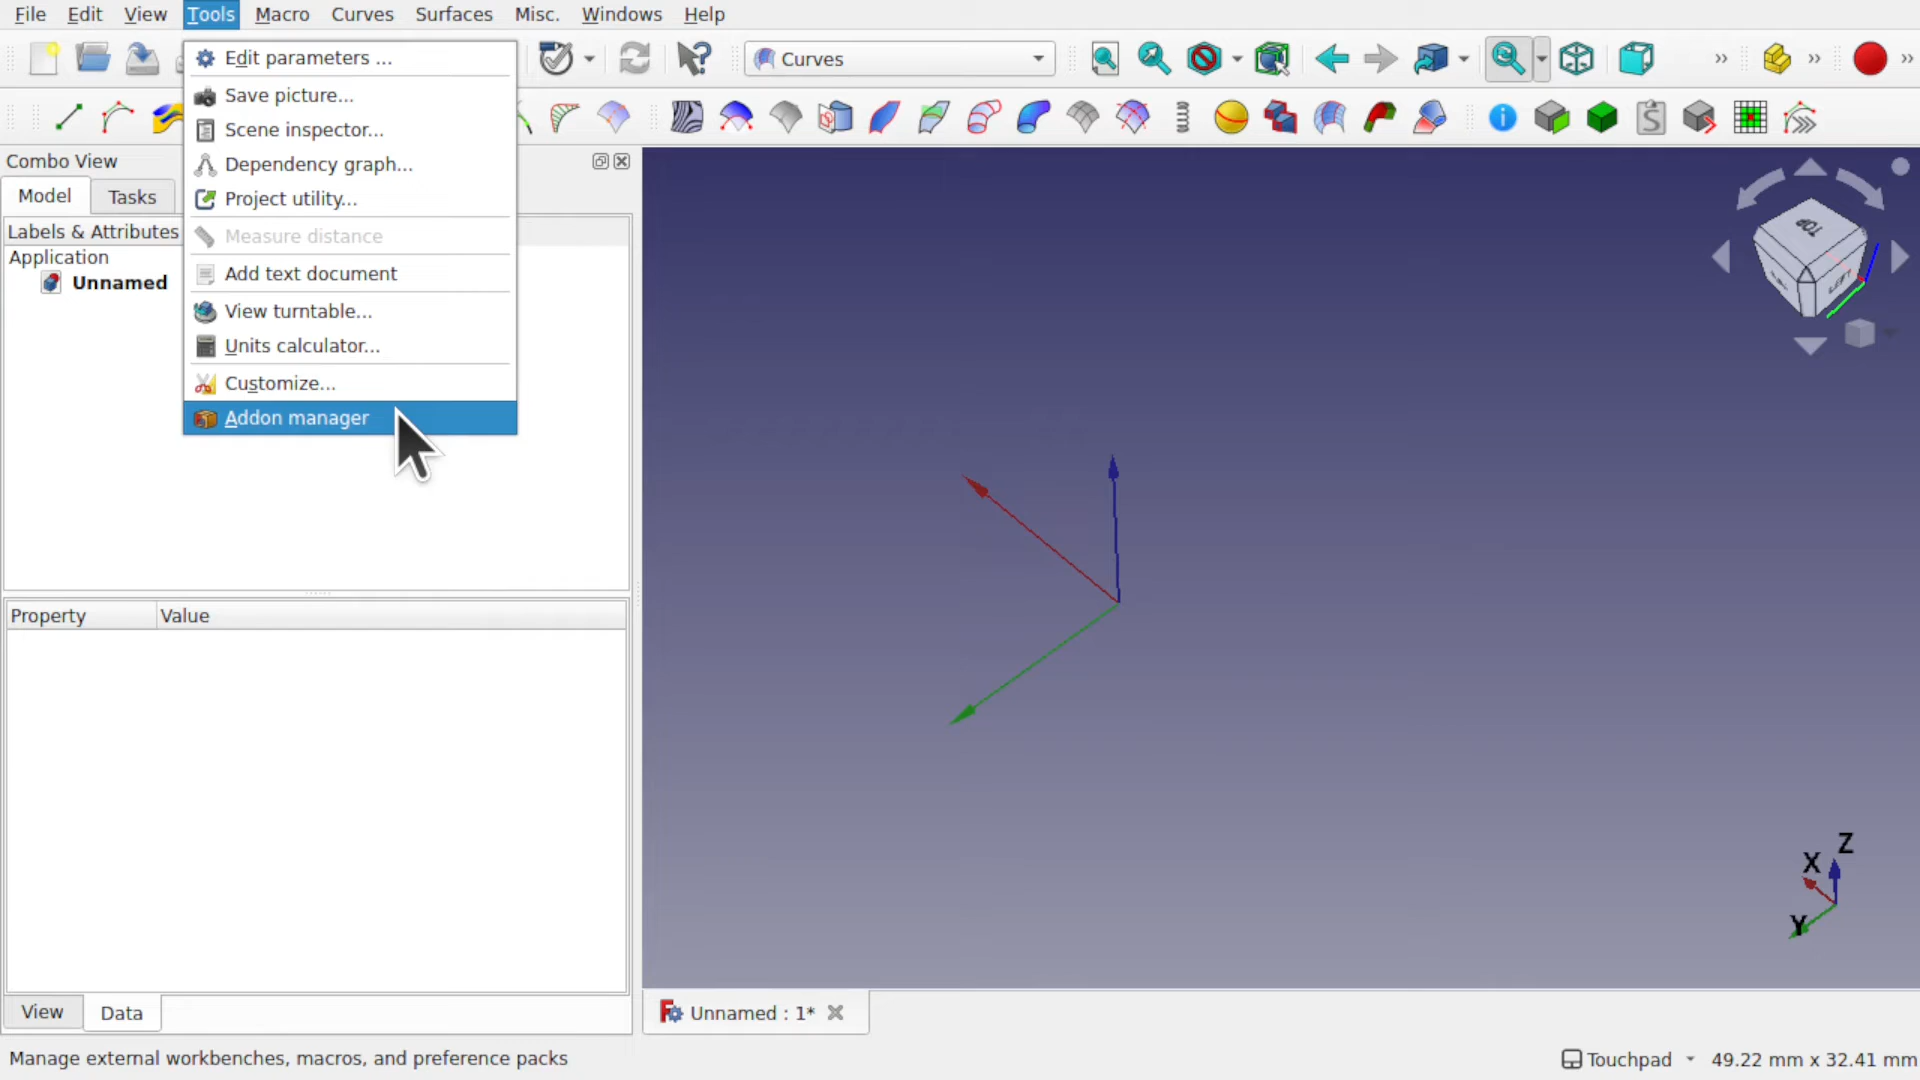 File Edit View Tools Macro Curves Surfaces Misc. Windows Help
Curves
Edit parameters ...
Save picture...
Scene inspector...
Dependency graph...
Project utility...
Measure distance
Add text document
View turntable...
Units calculator...
Customize...
Addon manager
Combo View
Model Tasks
Labels & Attributes
Application
Unnamed
Property Value
View Data
TOP
Z
X
Y
Unnamed : 1*
Manage external workbenches, macros, and preference packs
Touchpad 49.22 mm x 32.41 mm